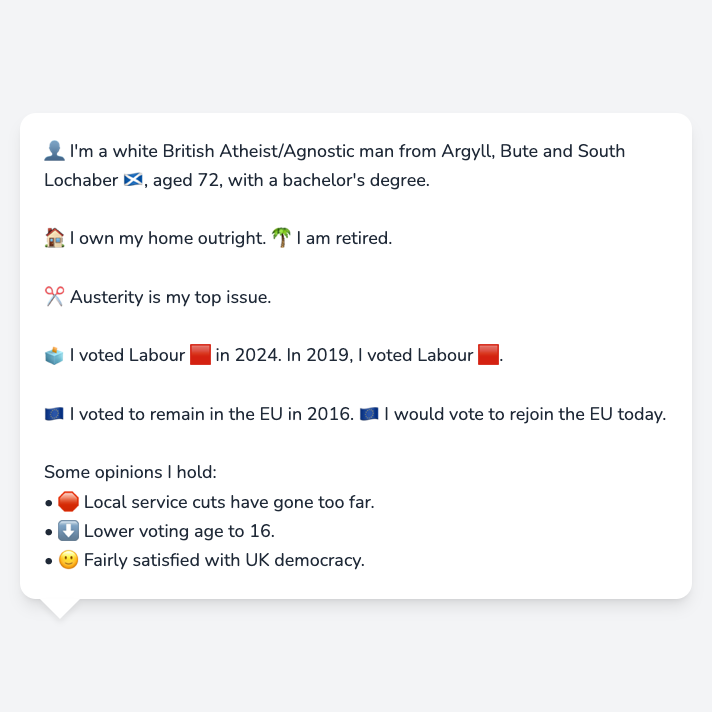 👤 I'm a white British Atheist/Agnostic man from Argyll, Bute and South
Lochaber 🏴󠁧󠁢󠁳󠁣󠁴󠁿, aged 72, with a bachelor's degree.
🏠 I own my home outright. 🌴 I am retired.
✂️ Austerity is my top issue.
🗳️ I voted Labour 🟥 in 2024. In 2019, I voted Labour 🟥.
🇪🇺 I voted to remain in the EU in 2016. 🇪🇺 I would vote to rejoin the EU today.
Some opinions I hold:
• 🛑 Local service cuts have gone too far.
• ⬇️ Lower voting age to 16.
• 🙂 Fairly satisfied with UK democracy.